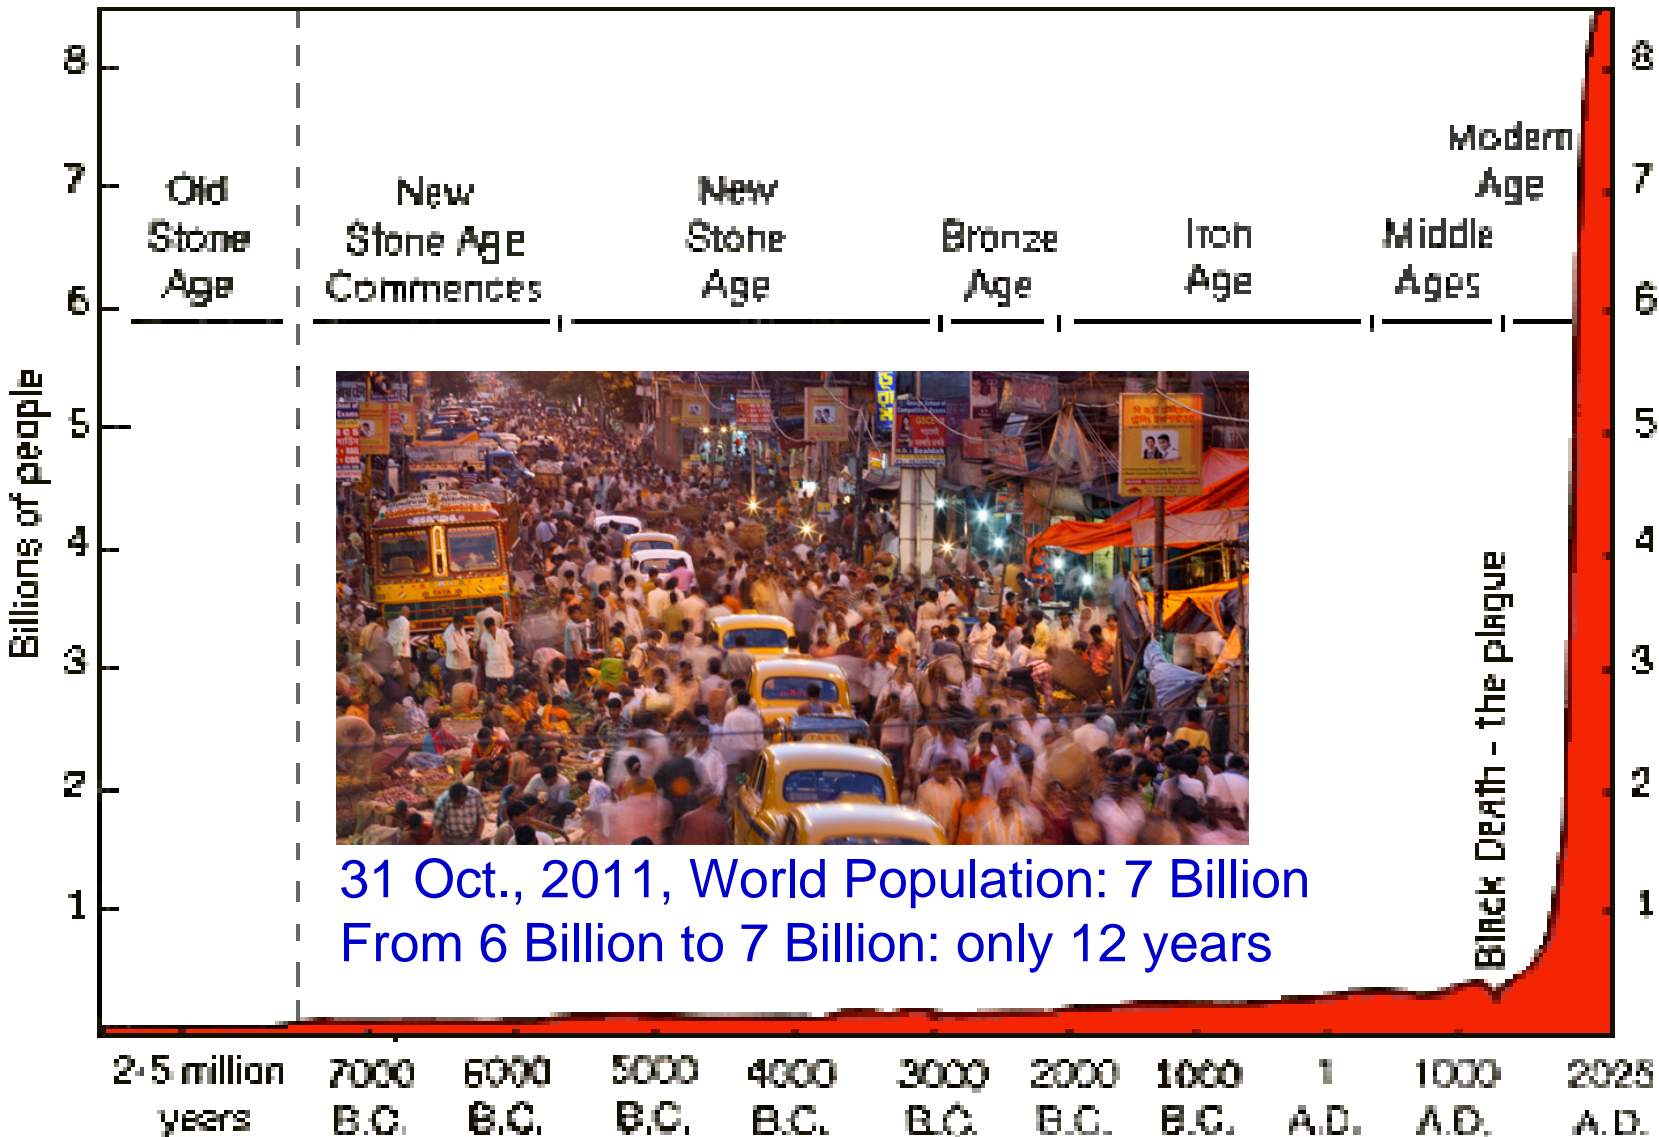 8
8
Modern
Age
7
7
Old
Stone
Age
New
Stone Age
Commences
New
Stone
Age
Bronze
Age
Iron
Age
Middle
Ages
6
6
Billions of people
5
5
4
4
3
3
2
2
1
1
Black Death - the plague
TATA
TAXI
31 Oct., 2011, World Population: 7 Billion
From 6 Billion to 7 Billion: only 12 years
2-5 million
years
7000
B.C.
6000
B.C.
5000
B.C.
4000
B.C.
3000
B.C.
2000
B.C.
1000
B.C.
1
A.D.
1000
A.D.
2025
A.D.